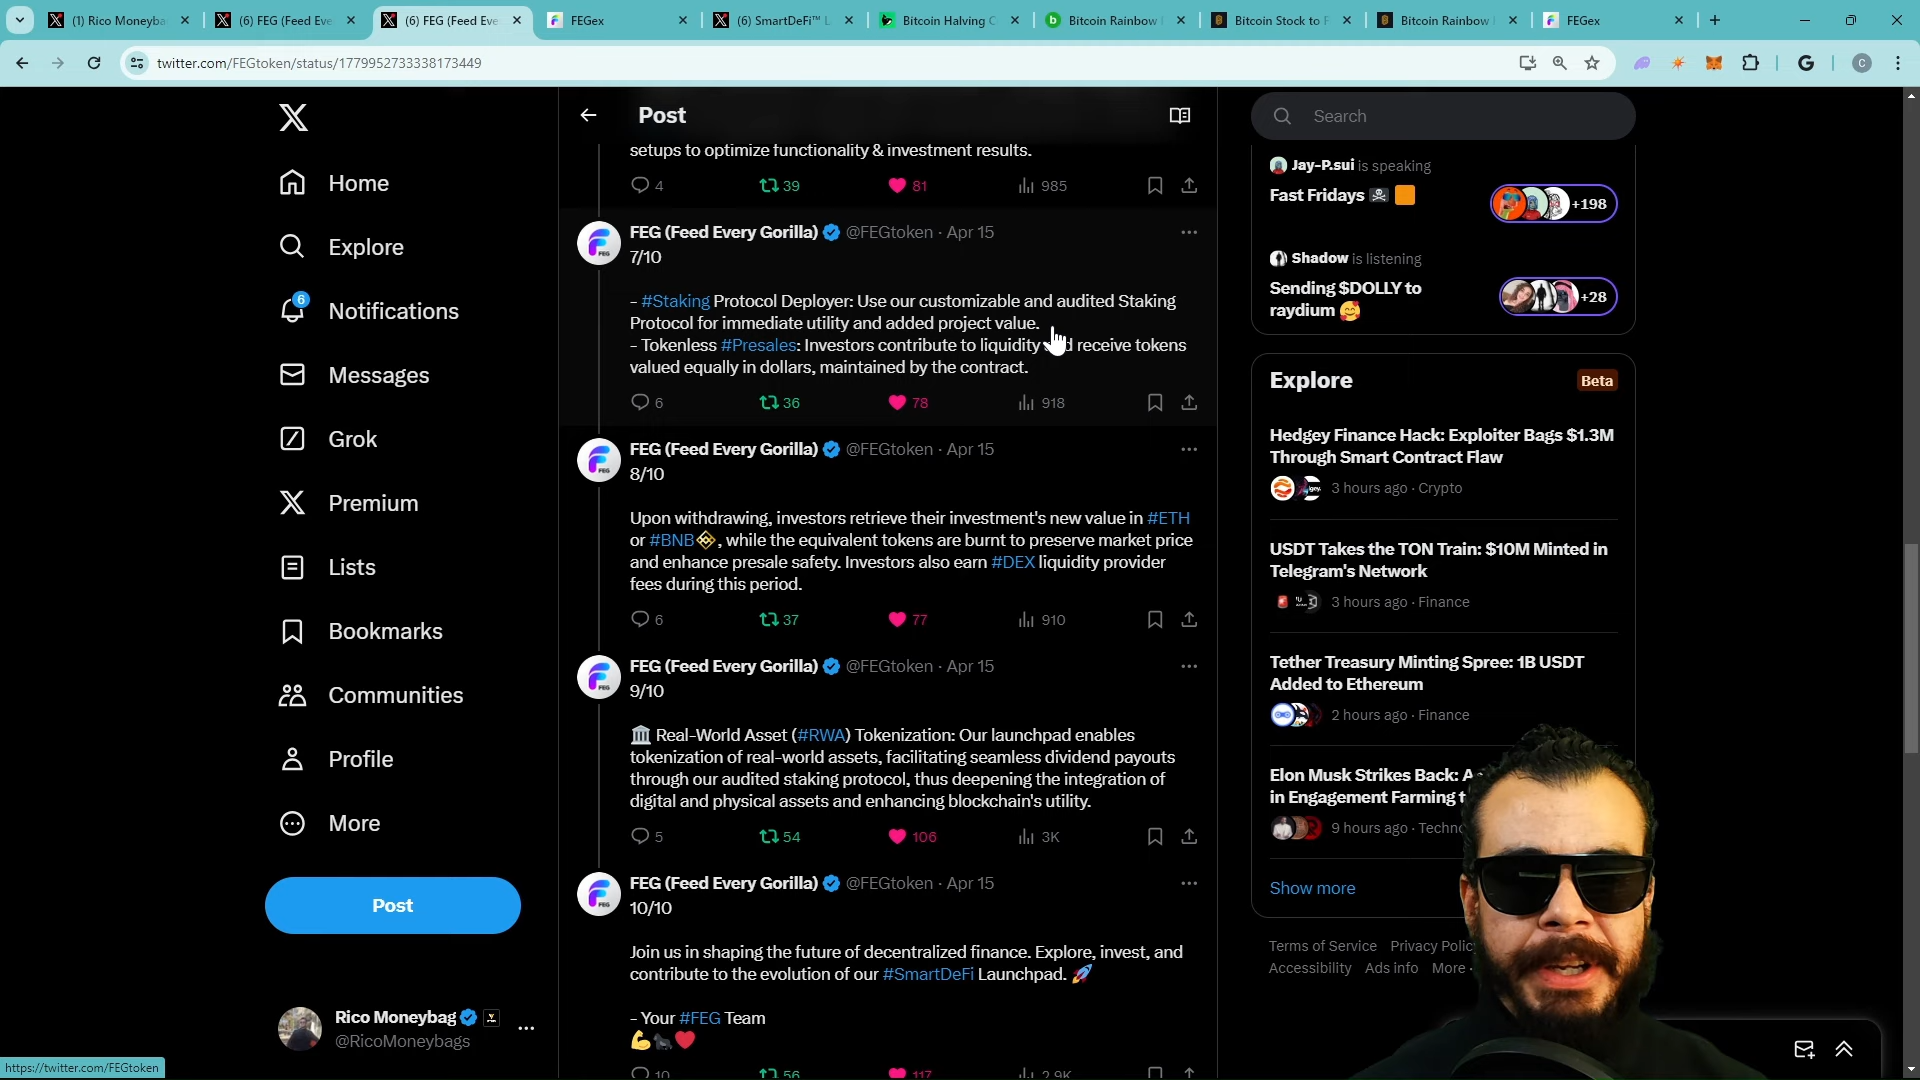 (1) Rico Moneyba
(6) FEG (Feed Eve
(6) FEG (Feed Eve
FEGex
(6) SmartDeFi™ L
Bitcoin Halving C
Bitcoin Rainbow
Bitcoin Stock to F
Bitcoin Rainbow
FEGex
twitter.com/FEGtoken/status/1779952733338173449
Home
Explore
6
Notifications
Messages
Grok
Premium
Lists
Bookmarks
Communities
Profile
More
Post
Rico Moneybag
@RicoMoneybags
https://twitter.com/FEGtoken
Post
setups to optimize functionality & investment results.
4 39 81 985
FEG (Feed Every Gorilla) @FEGtoken · Apr 15
7/10
- #Staking Protocol Deployer: Use our customizable and audited Staking
Protocol for immediate utility and added project value.
- Tokenless #Presales: Investors contribute to liquidity and receive tokens
valued equally in dollars, maintained by the contract.
6 36 78 918
FEG (Feed Every Gorilla) @FEGtoken · Apr 15
8/10
Upon withdrawing, investors retrieve their investment's new value in #ETH
or #BNB, while the equivalent tokens are burnt to preserve market price
and enhance presale safety. Investors also earn #DEX liquidity provider
fees during this period.
6 37 77 910
FEG (Feed Every Gorilla) @FEGtoken · Apr 15
9/10
🏛️ Real-World Asset (#RWA) Tokenization: Our launchpad enables
tokenization of real-world assets, facilitating seamless dividend payouts
through our audited staking protocol, thus deepening the integration of
digital and physical assets and enhancing blockchain's utility.
5 54 106 3K
FEG (Feed Every Gorilla) @FEGtoken · Apr 15
10/10
Join us in shaping the future of decentralized finance. Explore, invest, and
contribute to the evolution of our #SmartDeFi Launchpad. 🚀
- Your #FEG Team
💪🦍❤️
10 56 117 2.9K
Search
Jay-P.sui is speaking
Fast Fridays ☠️ 🟧
+198
Shadow is listening
Sending $DOLLY to
raydium 🥰
+28
Explore
Beta
Hedgey Finance Hack: Exploiter Bags $1.3M
Through Smart Contract Flaw
3 hours ago · Crypto
USDT Takes the TON Train: $10M Minted in
Telegram's Network
3 hours ago · Finance
Tether Treasury Minting Spree: 1B USDT
Added to Ethereum
2 hours ago · Finance
Elon Musk Strikes Back: A
in Engagement Farming
9 hours ago · Techno
Show more
Terms of Service Privacy Polic
Accessibility Ads info More